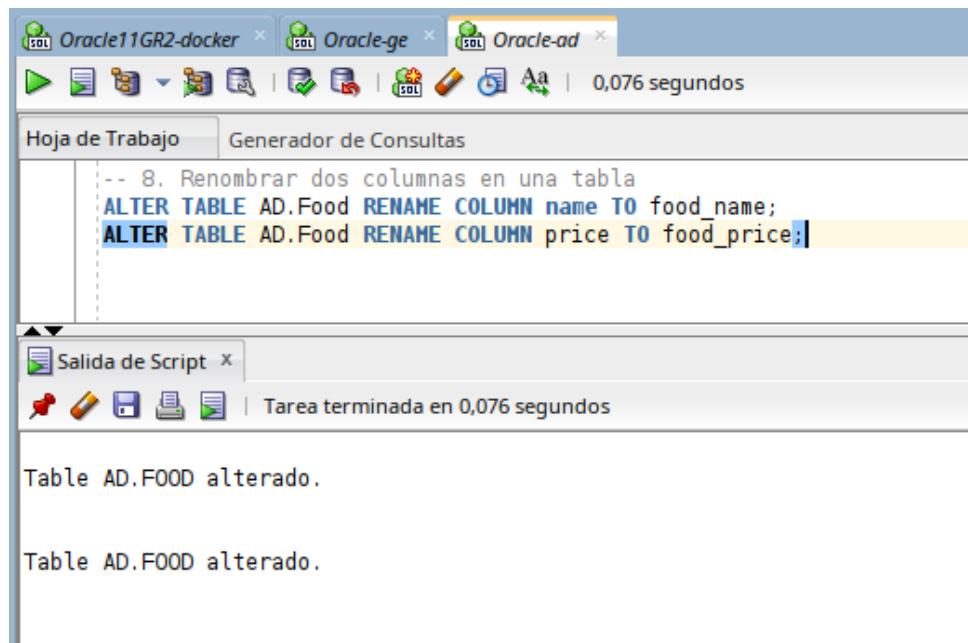 Oracle11GR2-docker × Oracle-ge × Oracle-ad ×
0,076 segundos
Hoja de Trabajo Generador de Consultas
-- 8. Renombrar dos columnas en una tabla
ALTER TABLE AD.Food RENAME COLUMN name TO food_name;
ALTER TABLE AD.Food RENAME COLUMN price TO food_price;
Salida de Script x
Tarea terminada en 0,076 segundos
Table AD.FOOD alterado.
Table AD.FOOD alterado.